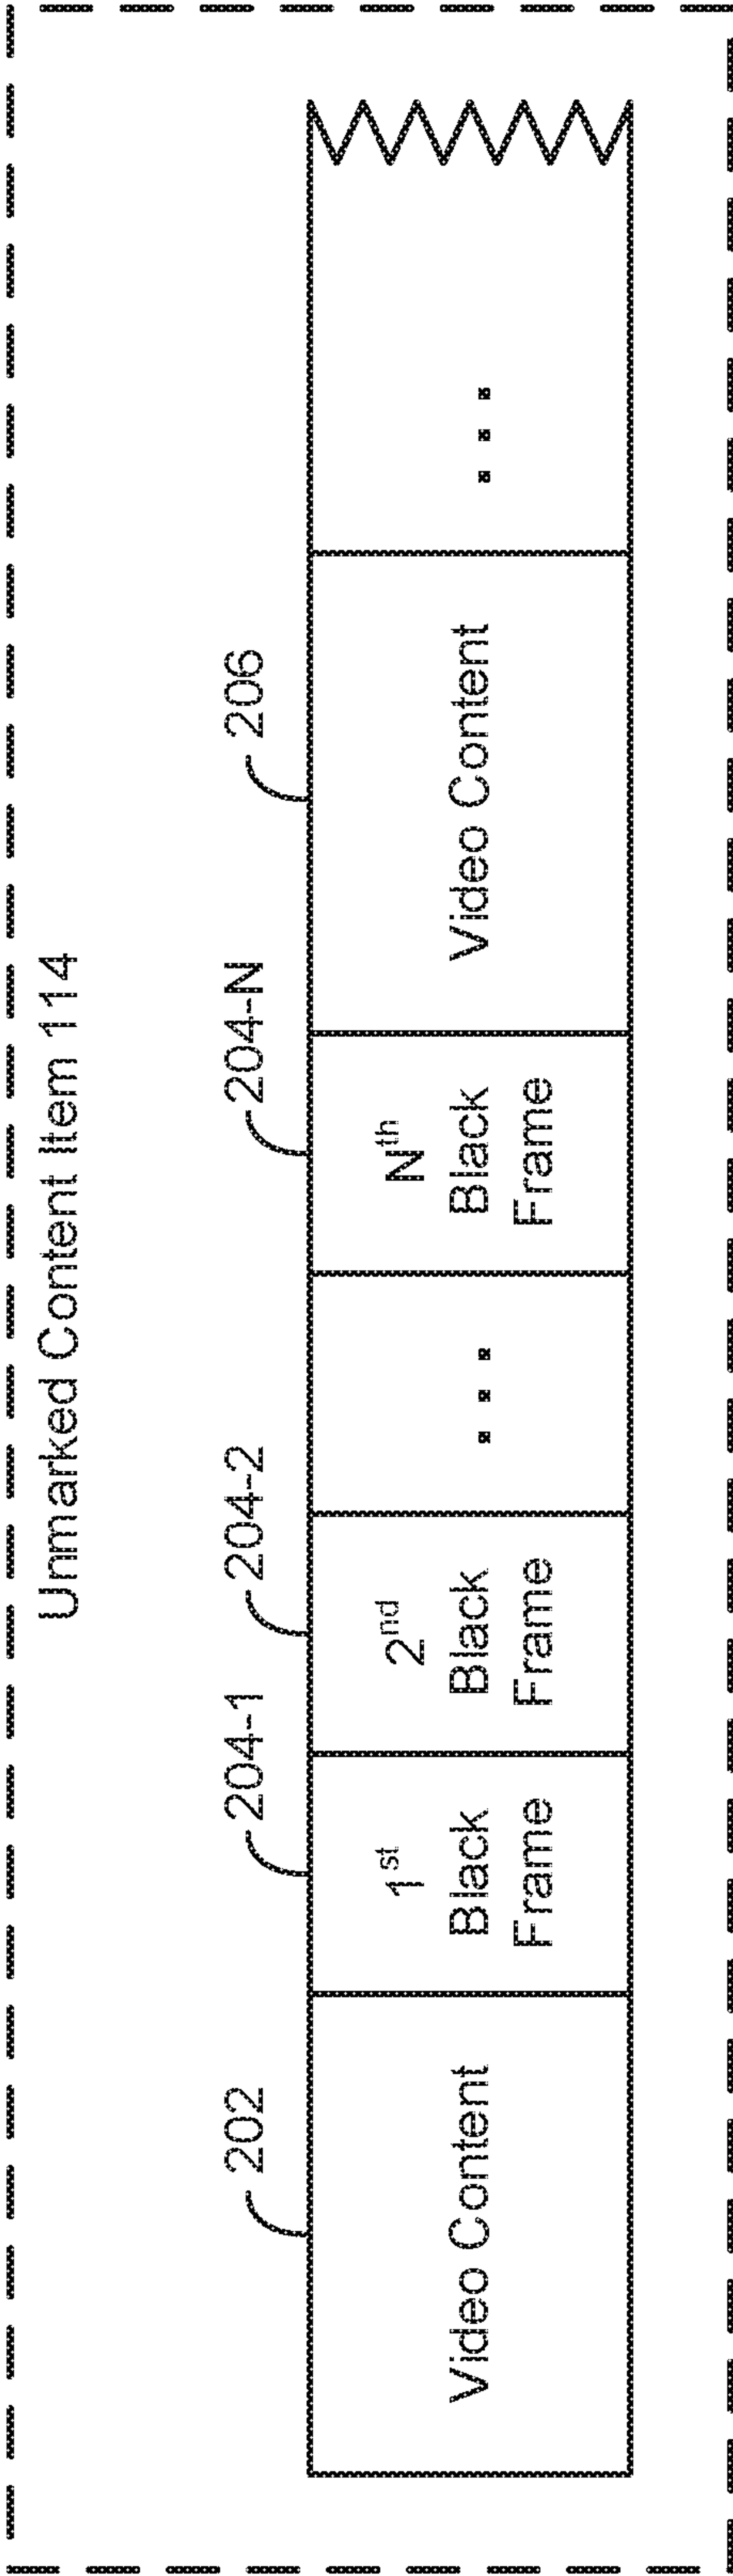 Unmarked Content Item 114
202
204-1
204-2
204-N
206
Video Content
1st
Black
Frame
2nd
Black
Frame
. . .
Nth
Black
Frame
Video Content
. . .